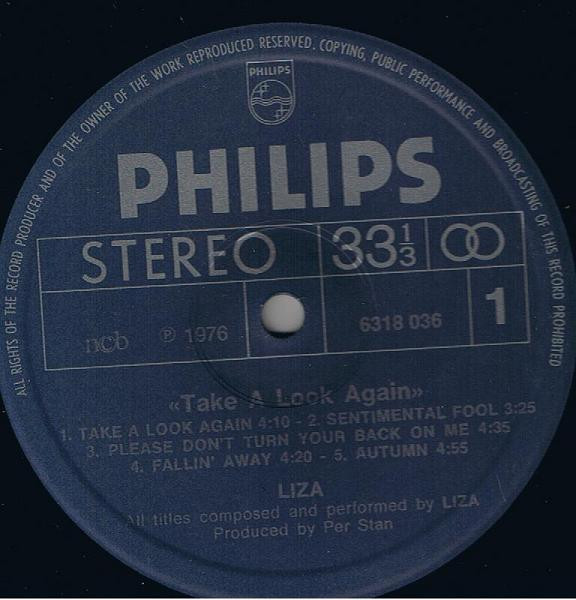 ALL RIGHTS OF THE RECORD PRODUCER AND OF THE OWNER OF THE WORK REPRODUCED RESERVED. COPYING, PUBLIC PERFORMANCE AND BROADCASTING OF THIS RECORD PROHIBITED
PHILIPS
PHILIPS
STEREO 33 1/3
ncb ℗ 1976 6318 036 1
«Take A Look Again»
1. TAKE A LOOK AGAIN 4:10 - 2. SENTIMENTAL FOOL 3:25
3. PLEASE DON'T TURN YOUR BACK ON ME 4:35
4. FALLIN' AWAY 4:20 - 5. AUTUMN 4:55
LIZA
All titles composed and performed by LIZA
Produced by Per Stan